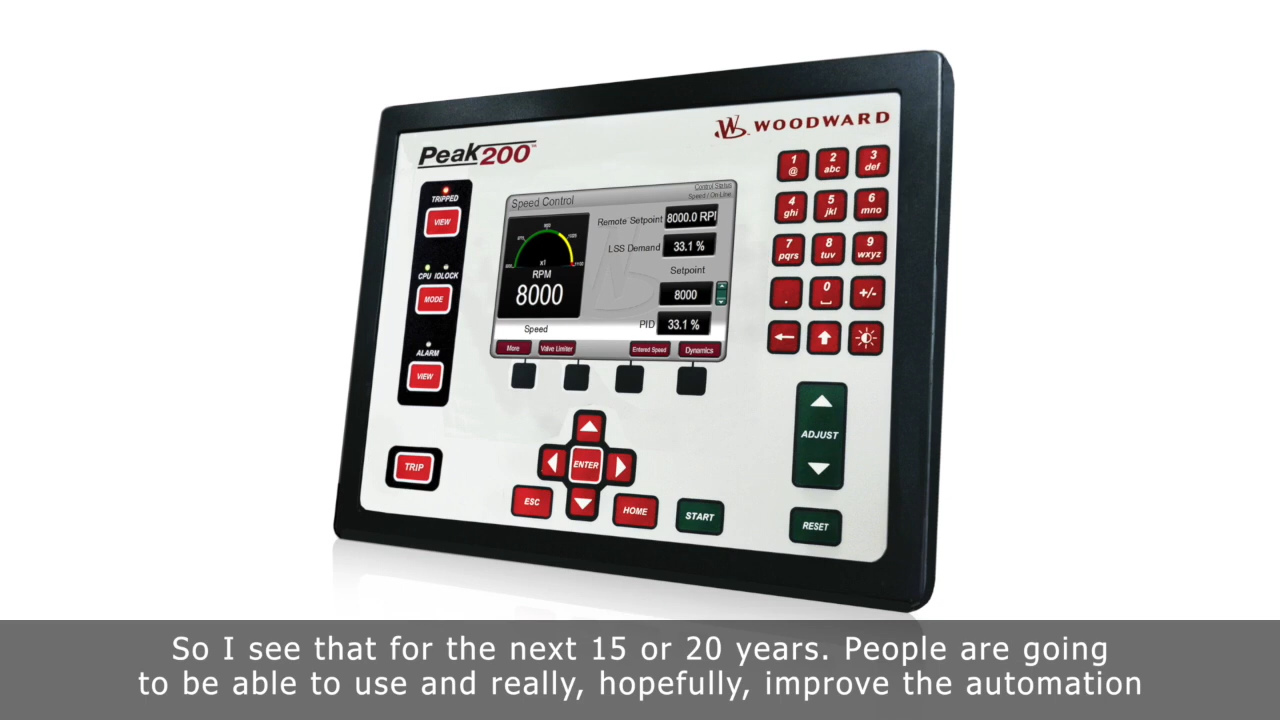 WOODWARD
Peak200™
TRIPPED
VIEW
CPU IOLOCK
MODE
ALARM
VIEW
TRIP
Speed Control
Control Status
Speed / On-Line
Remote Setpoint 8000.0 RPI
LSS Demand 33.1 %
Setpoint
8000
PID 33.1 %
x1
RPM
8000
Speed
More Valve Limiter Entered Speed Dynamics
1 @ 2 abc 3 def
4 ghi 5 jkl 6 mno
7 pqrs 8 tuv 9 wxyz
. 0 +/-
ADJUST
ENTER
ESC HOME START RESET
So I see that for the next 15 or 20 years. People are going
to be able to use and really, hopefully, improve the automation